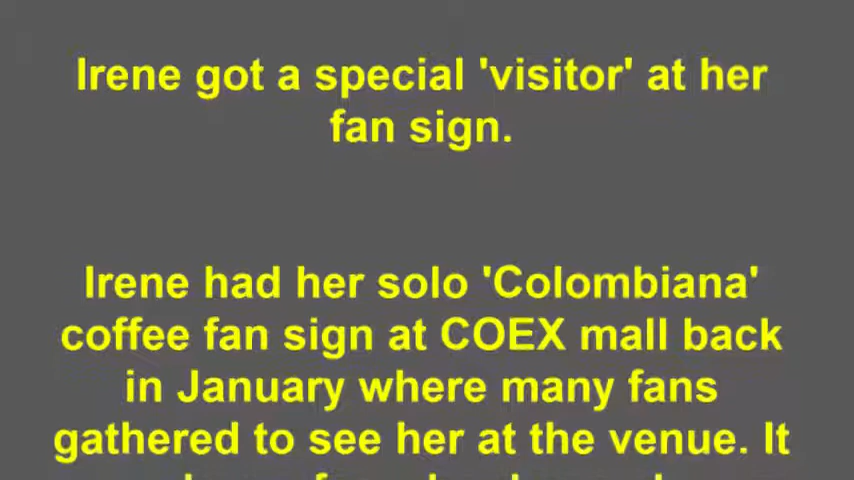 Irene got a special 'visitor' at her
fan sign.
Irene had her solo 'Colombiana'
coffee fan sign at COEX mall back
in January where many fans
gathered to see her at the venue. It